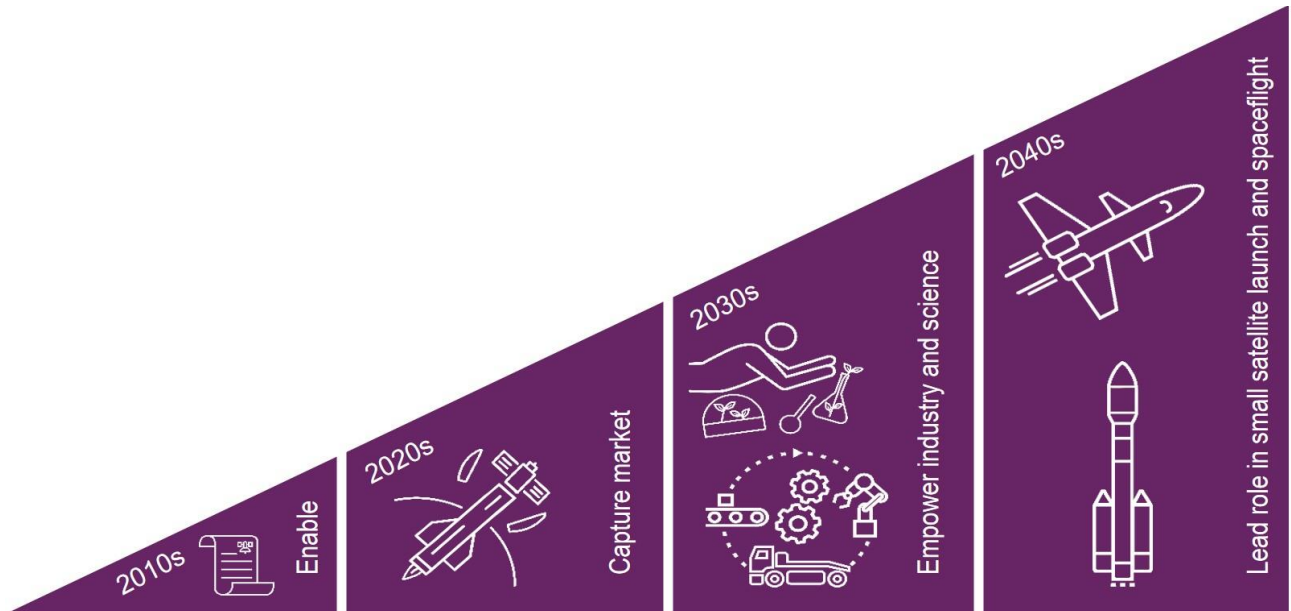 2010s
Enable
2020s
Capture market
2030s
Empower industry and science
2040s
Lead role in small satellite launch and spaceflight